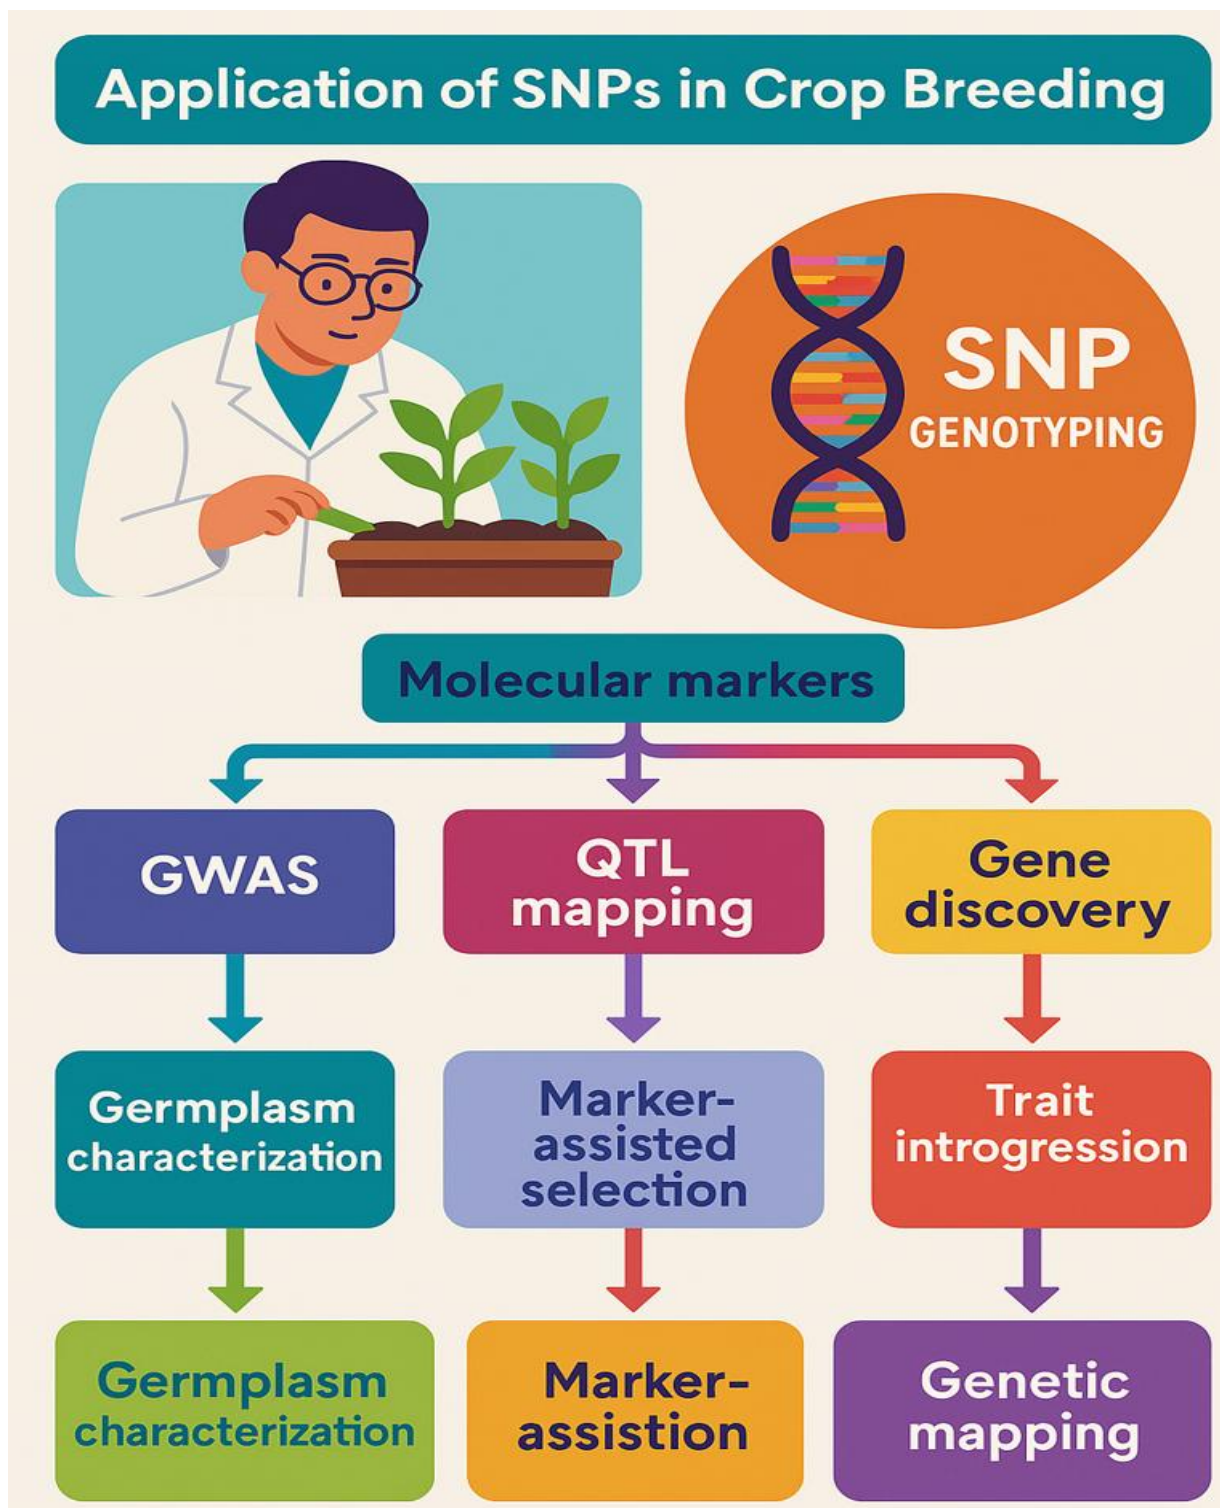 Application of SNPs in Crop Breeding
SNP
GENOTYPING
Molecular markers
GWAS
QTL
mapping
Gene
discovery
Germplasm
characterization
Marker-
assisted
selection
Trait
introgression
Germplasm
characterization
Marker-
assistion
Genetic
mapping